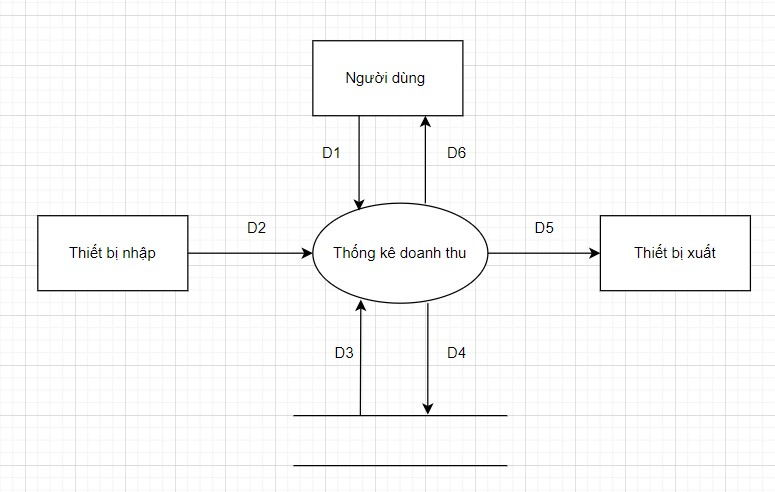 Người dùng
D1
D6
Thiết bị nhập
D2
Thống kê doanh thu
D5
Thiết bị xuất
D3
D4